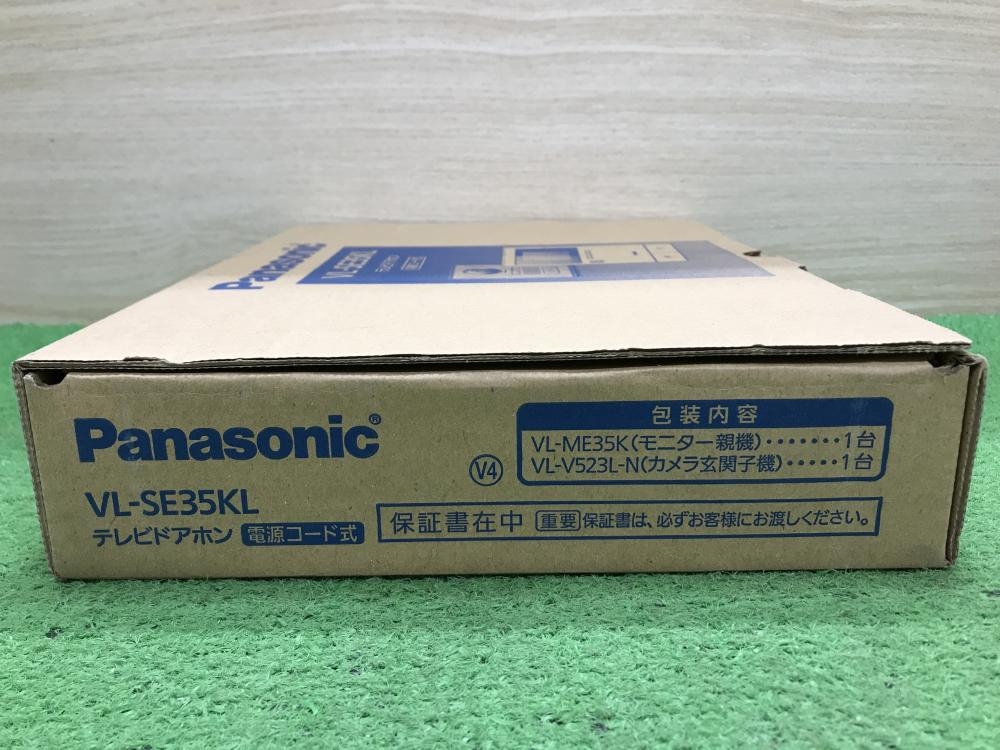 Panasonic
VL-SE35KL
Panasonic®
V4
VL-SE35KL
テレビドアホン 電源コード式
包装内容
VL-ME35K(モニター親機)・・・・・・・1台
VL-V523L-N(カメラ玄関子機)・・・・・1台
保証書在中 重要 保証書は、必ずお客様にお渡しください。